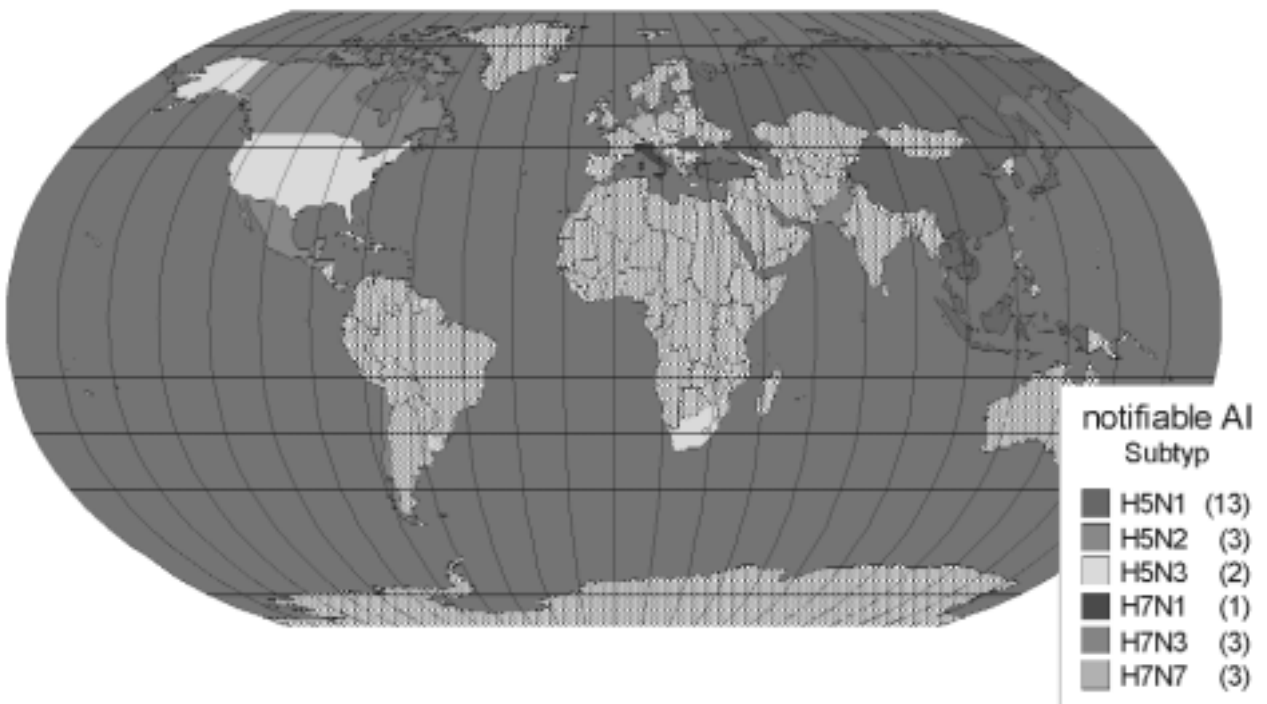 notifiable AI
Subtyp
H5N1 (13)
H5N2 (3)
H5N3 (2)
H7N1 (1)
H7N3 (3)
H7N7 (3)